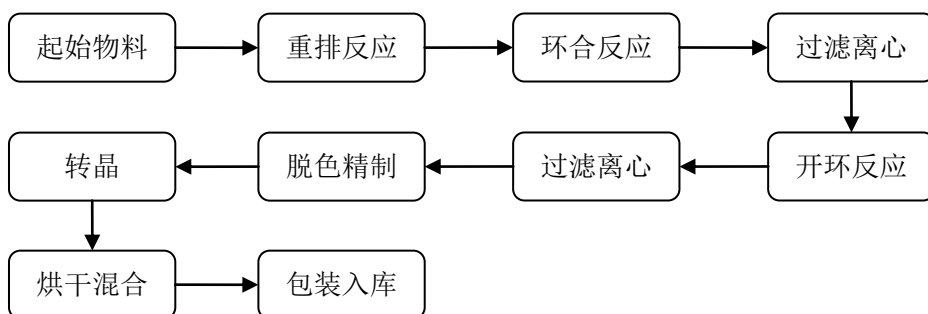 起始物料
重排反应
环合反应
过滤离心
开环反应
过滤离心
脱色精制
转晶
烘干混合
包装入库